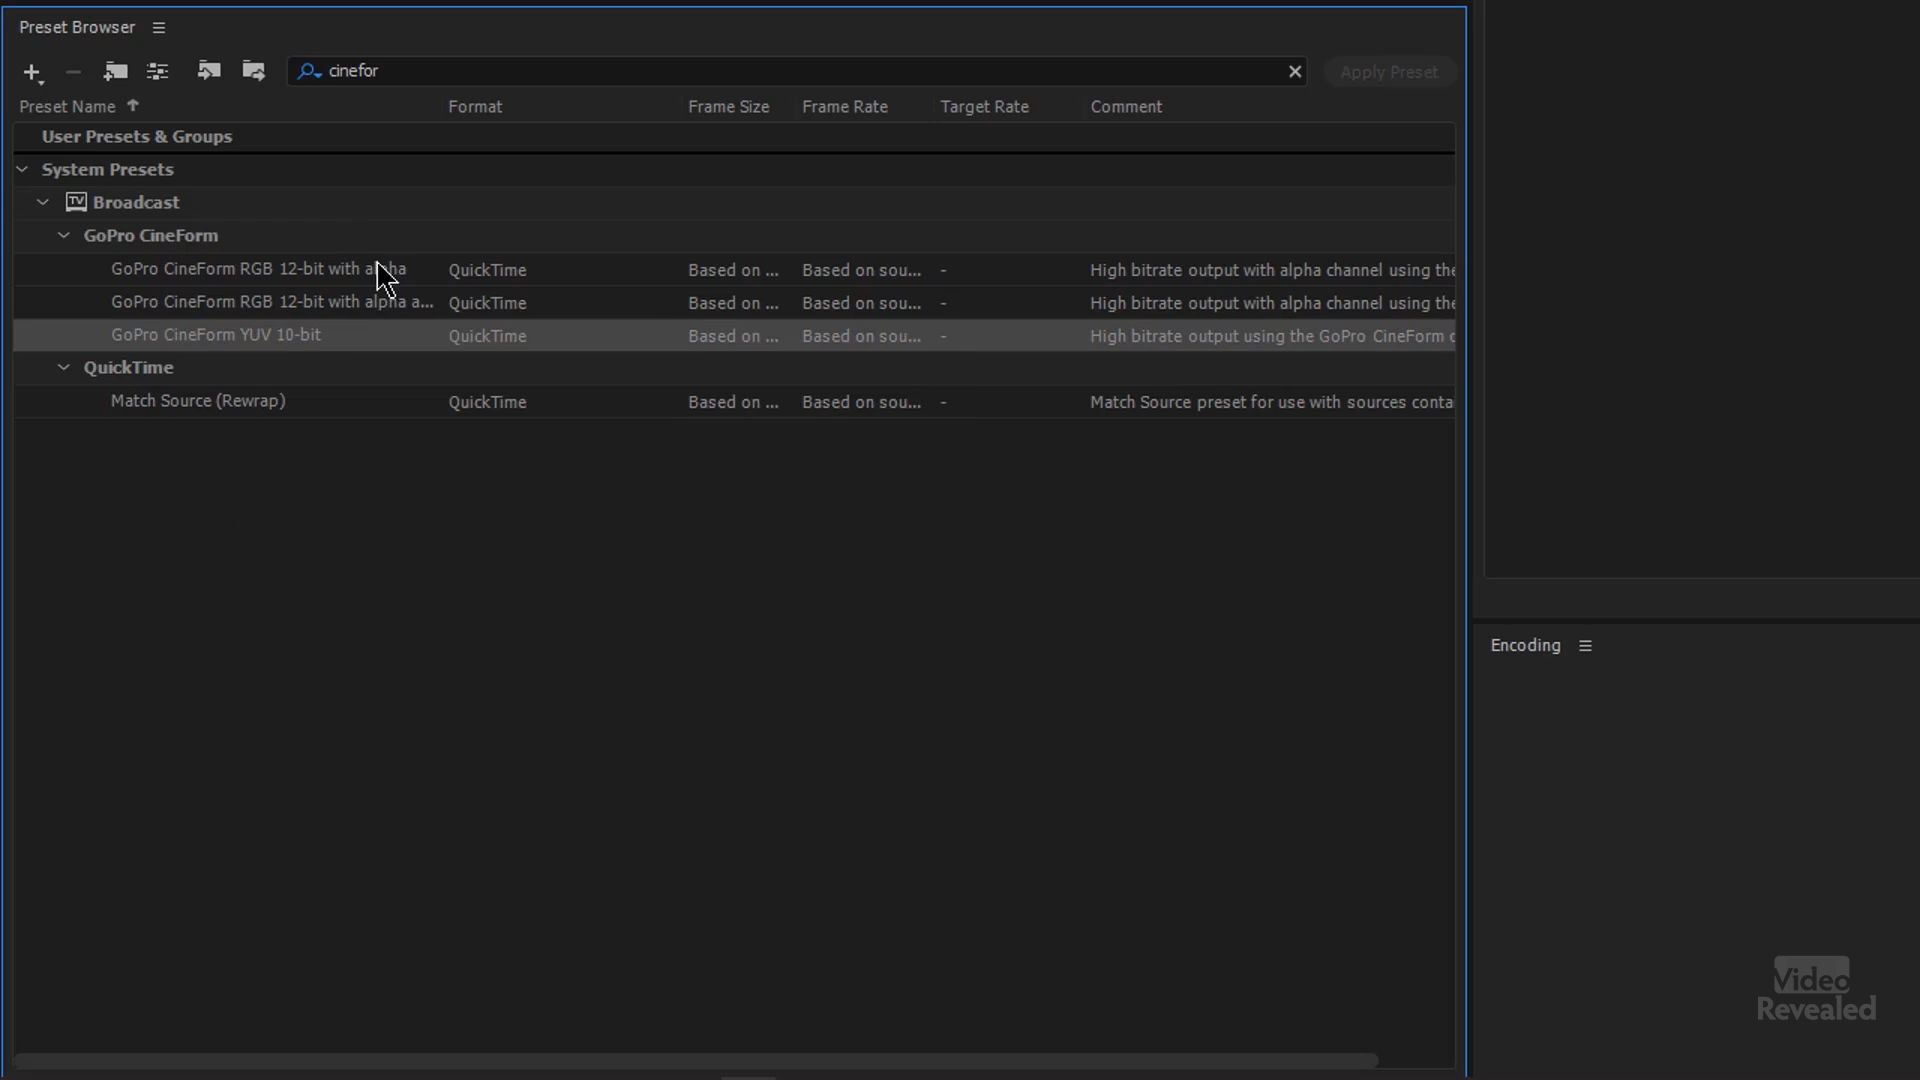 Preset Browser
cinefor
Apply Preset
Preset Name Format Frame Size Frame Rate Target Rate Comment
User Presets & Groups
System Presets
TV Broadcast
GoPro CineForm
GoPro CineForm RGB 12-bit with alpha QuickTime Based on ... Based on sou... - High bitrate output with alpha channel using the
GoPro CineForm RGB 12-bit with alpha a... QuickTime Based on ... Based on sou... - High bitrate output with alpha channel using the
GoPro CineForm YUV 10-bit QuickTime Based on ... Based on sou... - High bitrate output using the GoPro CineForm c
QuickTime
Match Source (Rewrap) QuickTime Based on ... Based on sou... - Match Source preset for use with sources conta
Encoding
Video
Revealed